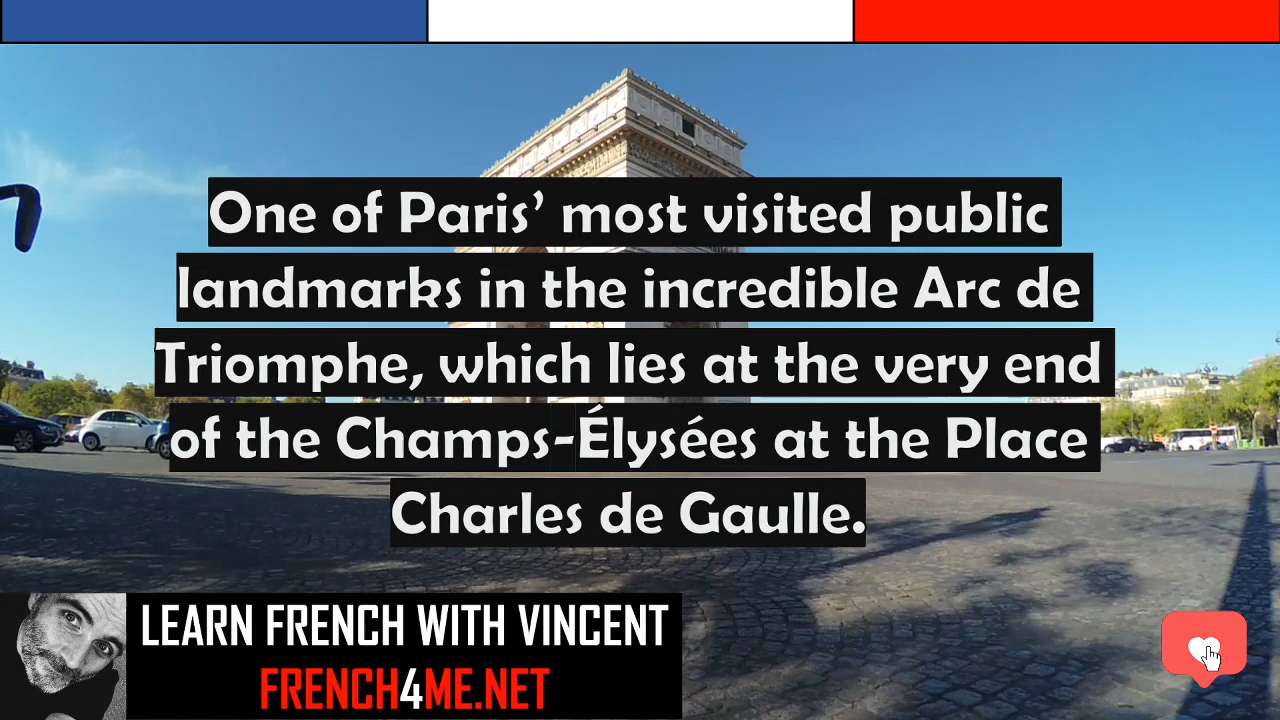 One of Paris’ most visited public
landmarks in the incredible Arc de
Triomphe, which lies at the very end
of the Champs-Élysées at the Place
Charles de Gaulle.
LEARN FRENCH WITH VINCENT
FRENCH4ME.NET